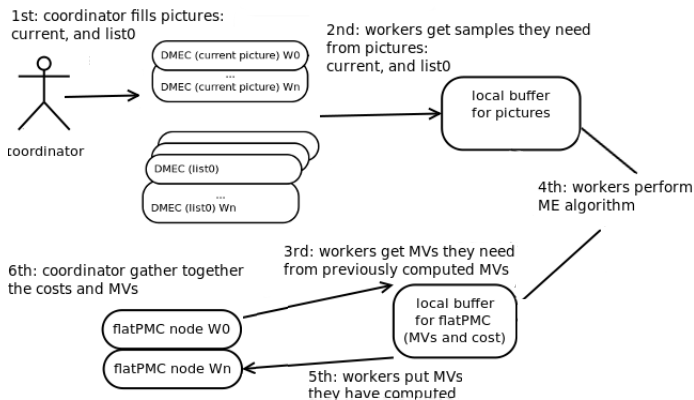 1st: coordinator fills pictures:
current, and list0
coordinator
DMEC (current picture) W0
...
DMEC (current picture) Wn
DMEC (list0)
...
DMEC (list0) Wn
2nd: workers get samples they need
from pictures:
current, and list0
local buffer
for pictures
4th: workers perform
ME algorithm
3rd: workers get MVs they need
from previously computed MVs
6th: coordinator gather together
the costs and MVs
flatPMC node W0
flatPMC node Wn
local buffer
for flatPMC
(MVs and cost)
5th: workers put MVs
they have computed